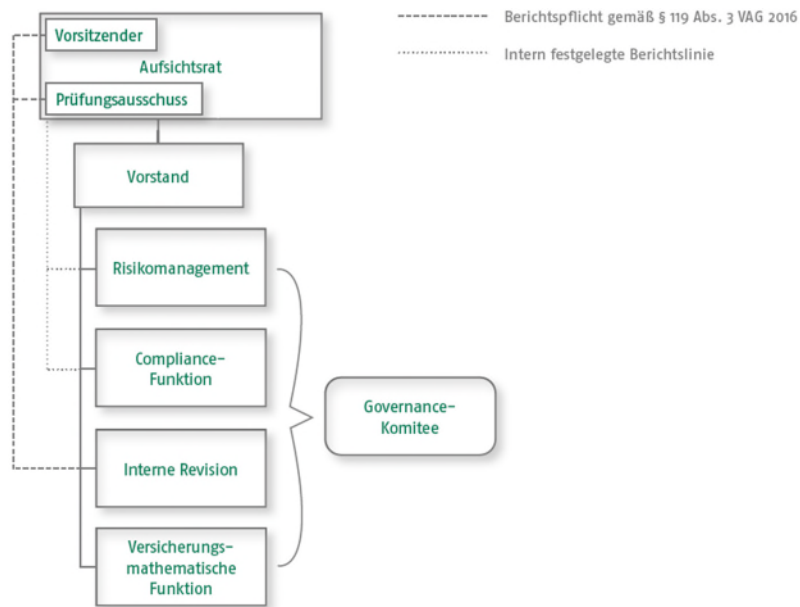 Berichtspflicht gemäß § 119 Abs. 3 VAG 2016
Intern festgelegte Berichtslinie
Vorsitzender
Aufsichtsrat
Prüfungsausschuss
Vorstand
Risikomanagement
Compliance–
Funktion
Governance–
Komitee
Interne Revision
Versicherungs–
mathematische
Funktion